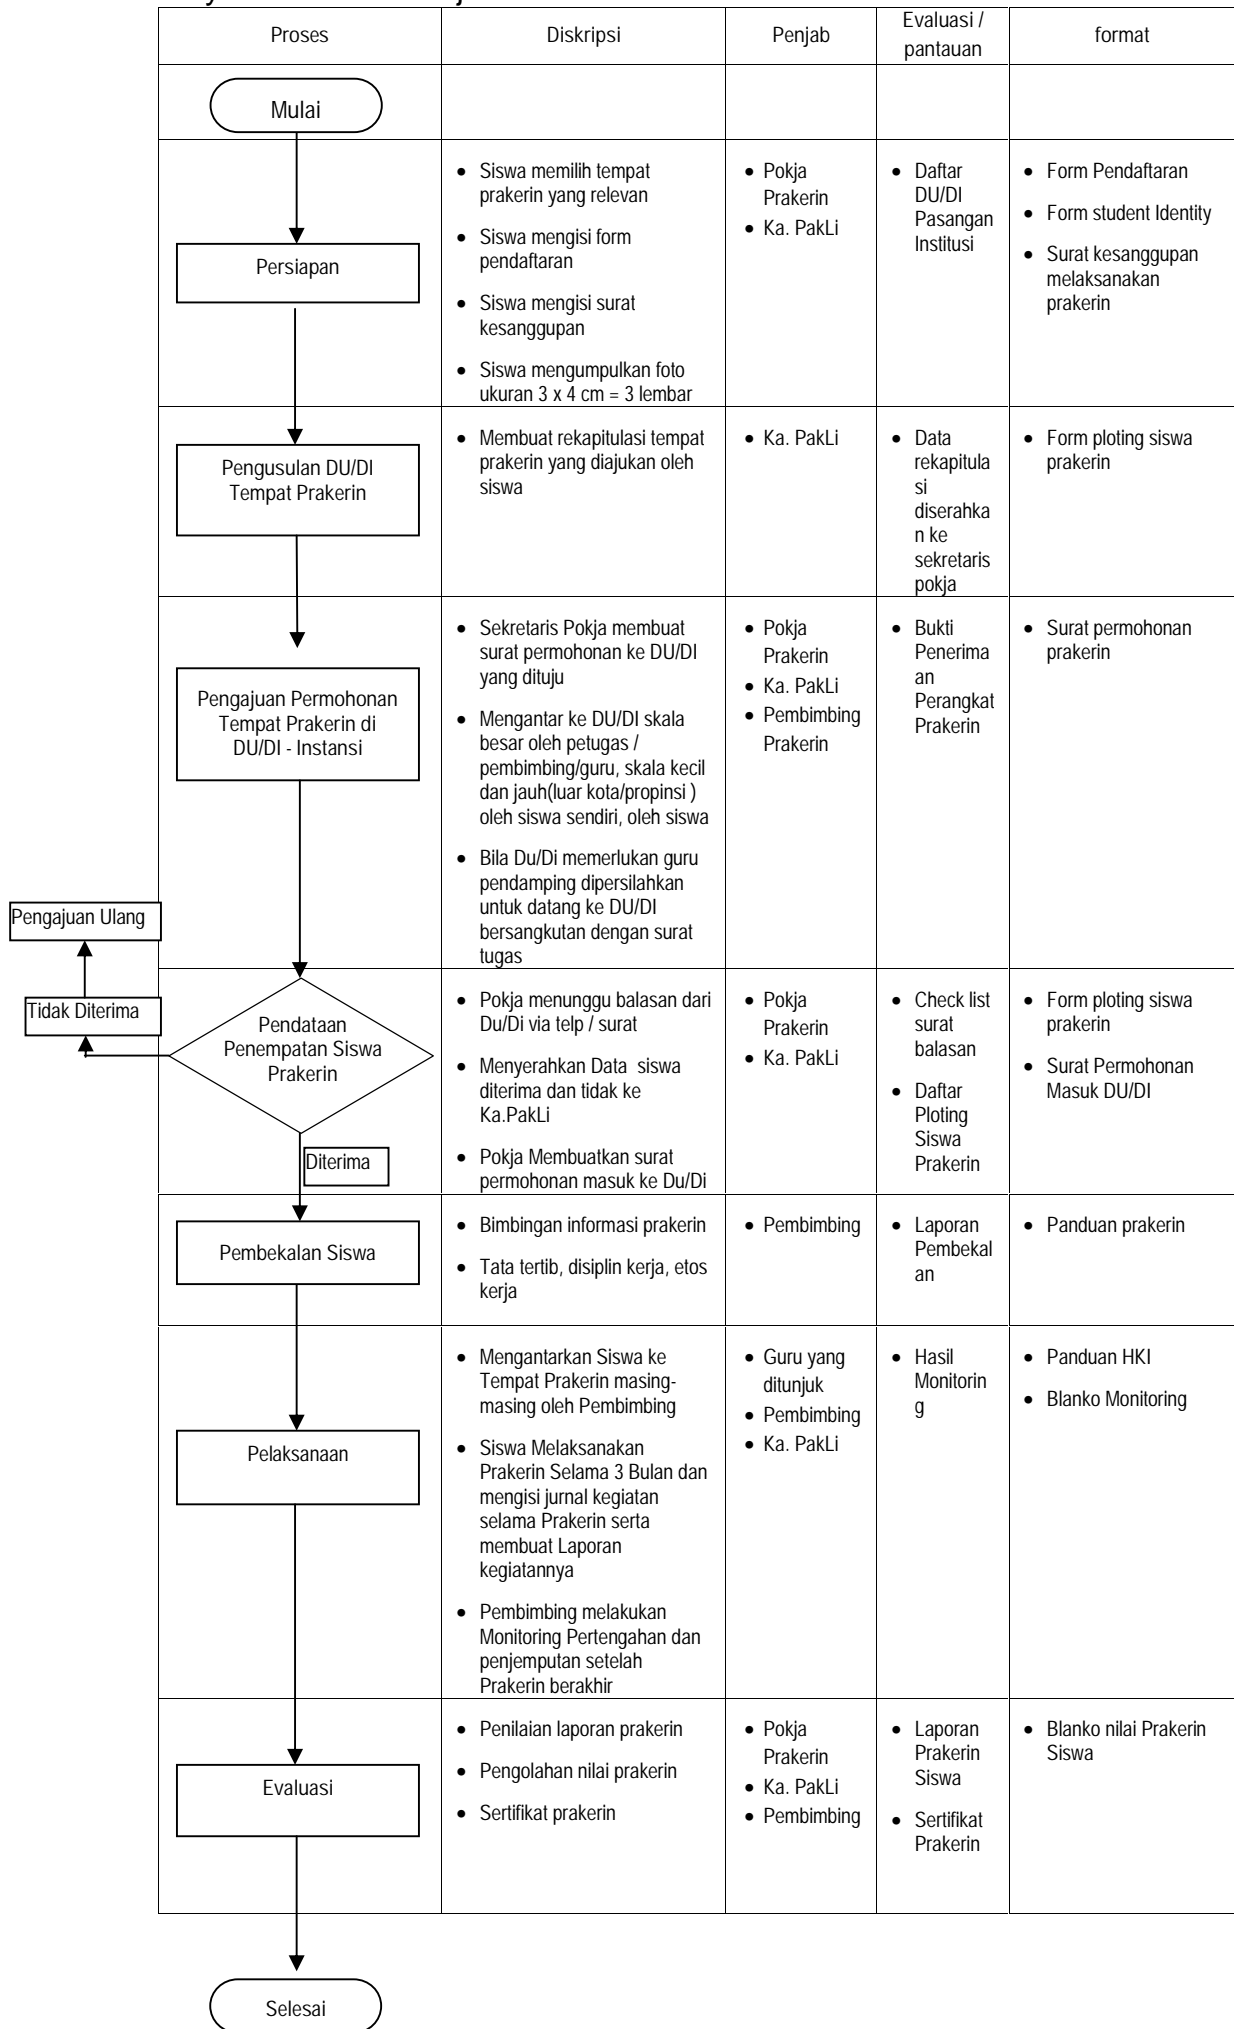 Proses
Diskripsi
Penjab
Evaluasi /
pantauan
format
Mulai
Persiapan
• Siswa memilih tempat
prakerin yang relevan
• Siswa mengisi form
pendaftaran
• Siswa mengisi surat
kesanggupan
• Siswa mengumpulkan foto
ukuran 3 x 4 cm = 3 lembar
• Pokja
Prakerin
• Ka. PakLi
• Daftar
DU/DI
Pasangan
Institusi
• Form Pendaftaran
• Form student Identity
• Surat kesanggupan
melaksanakan
prakerin
Pengusulan DU/DI
Tempat Prakerin
• Membuat rekapitulasi tempat
prakerin yang diajukan oleh
siswa
• Ka. PakLi
• Data
rekapitula
si
diserahka
n ke
sekretaris
pokja
• Form ploting siswa
prakerin
Pengajuan Permohonan
Tempat Prakerin di
DU/DI - Instansi
• Sekretaris Pokja membuat
surat permohonan ke DU/DI
yang dituju
• Mengantar ke DU/DI skala
besar oleh petugas /
pembimbing/guru, skala kecil
dan jauh(luar kota/propinsi )
oleh siswa sendiri, oleh siswa
• Bila Du/Di memerlukan guru
pendamping dipersilahkan
untuk datang ke DU/DI
bersangkutan dengan surat
tugas
• Pokja
Prakerin
• Ka. PakLi
• Pembimbing
Prakerin
• Bukti
Penerima
an
Perangkat
Prakerin
• Surat permohonan
prakerin
Pengajuan Ulang
Tidak Diterima
Pendataan
Penempatan Siswa
Prakerin
Diterima
• Pokja menunggu balasan dari
Du/Di via telp / surat
• Menyerahkan Data siswa
diterima dan tidak ke
Ka.PakLi
• Pokja Membuatkan surat
permohonan masuk ke Du/Di
• Pokja
Prakerin
• Ka. PakLi
• Check list
surat
balasan
• Daftar
Ploting
Siswa
Prakerin
• Form ploting siswa
prakerin
• Surat Permohonan
Masuk DU/DI
Pembekalan Siswa
• Bimbingan informasi prakerin
• Tata tertib, disiplin kerja, etos
kerja
• Pembimbing
• Laporan
Pembekal
an
• Panduan prakerin
Pelaksanaan
• Mengantarkan Siswa ke
Tempat Prakerin masing-
masing oleh Pembimbing
• Siswa Melaksanakan
Prakerin Selama 3 Bulan dan
mengisi jurnal kegiatan
selama Prakerin serta
membuat Laporan
kegiatannya
• Pembimbing melakukan
Monitoring Pertengahan dan
penjemputan setelah
Prakerin berakhir
• Guru yang
ditunjuk
• Pembimbing
• Ka. PakLi
• Hasil
Monitorin
g
• Panduan HKI
• Blanko Monitoring
Evaluasi
• Penilaian laporan prakerin
• Pengolahan nilai prakerin
• Sertifikat prakerin
• Pokja
Prakerin
• Ka. PakLi
• Pembimbing
• Laporan
Prakerin
Siswa
• Sertifikat
Prakerin
• Blanko nilai Prakerin
Siswa
Selesai